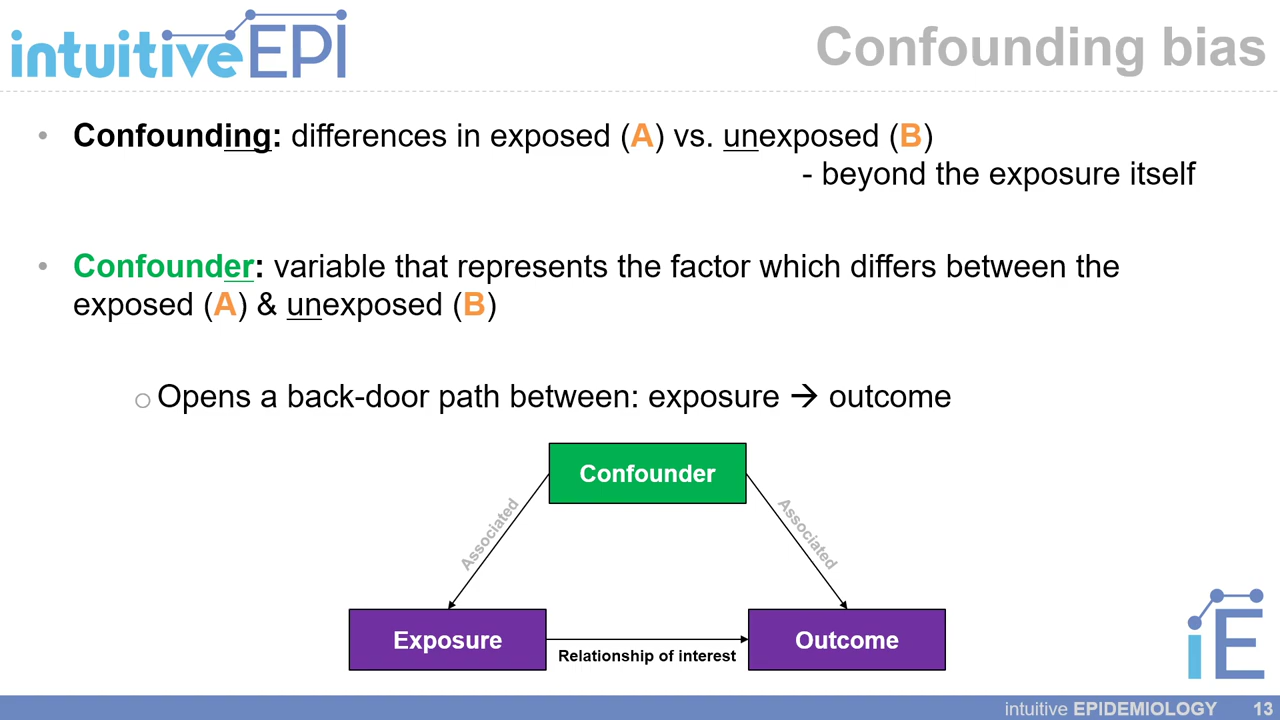 intuitiveEPI
Confounding bias
• Confounding: differences in exposed (A) vs. unexposed (B)
- beyond the exposure itself
• Confounder: variable that represents the factor which differs between the
exposed (A) & unexposed (B)
○ Opens a back-door path between: exposure → outcome
Confounder
Associated
Associated
Exposure
Relationship of interest
Outcome
iE
intuitive EPIDEMIOLOGY 13